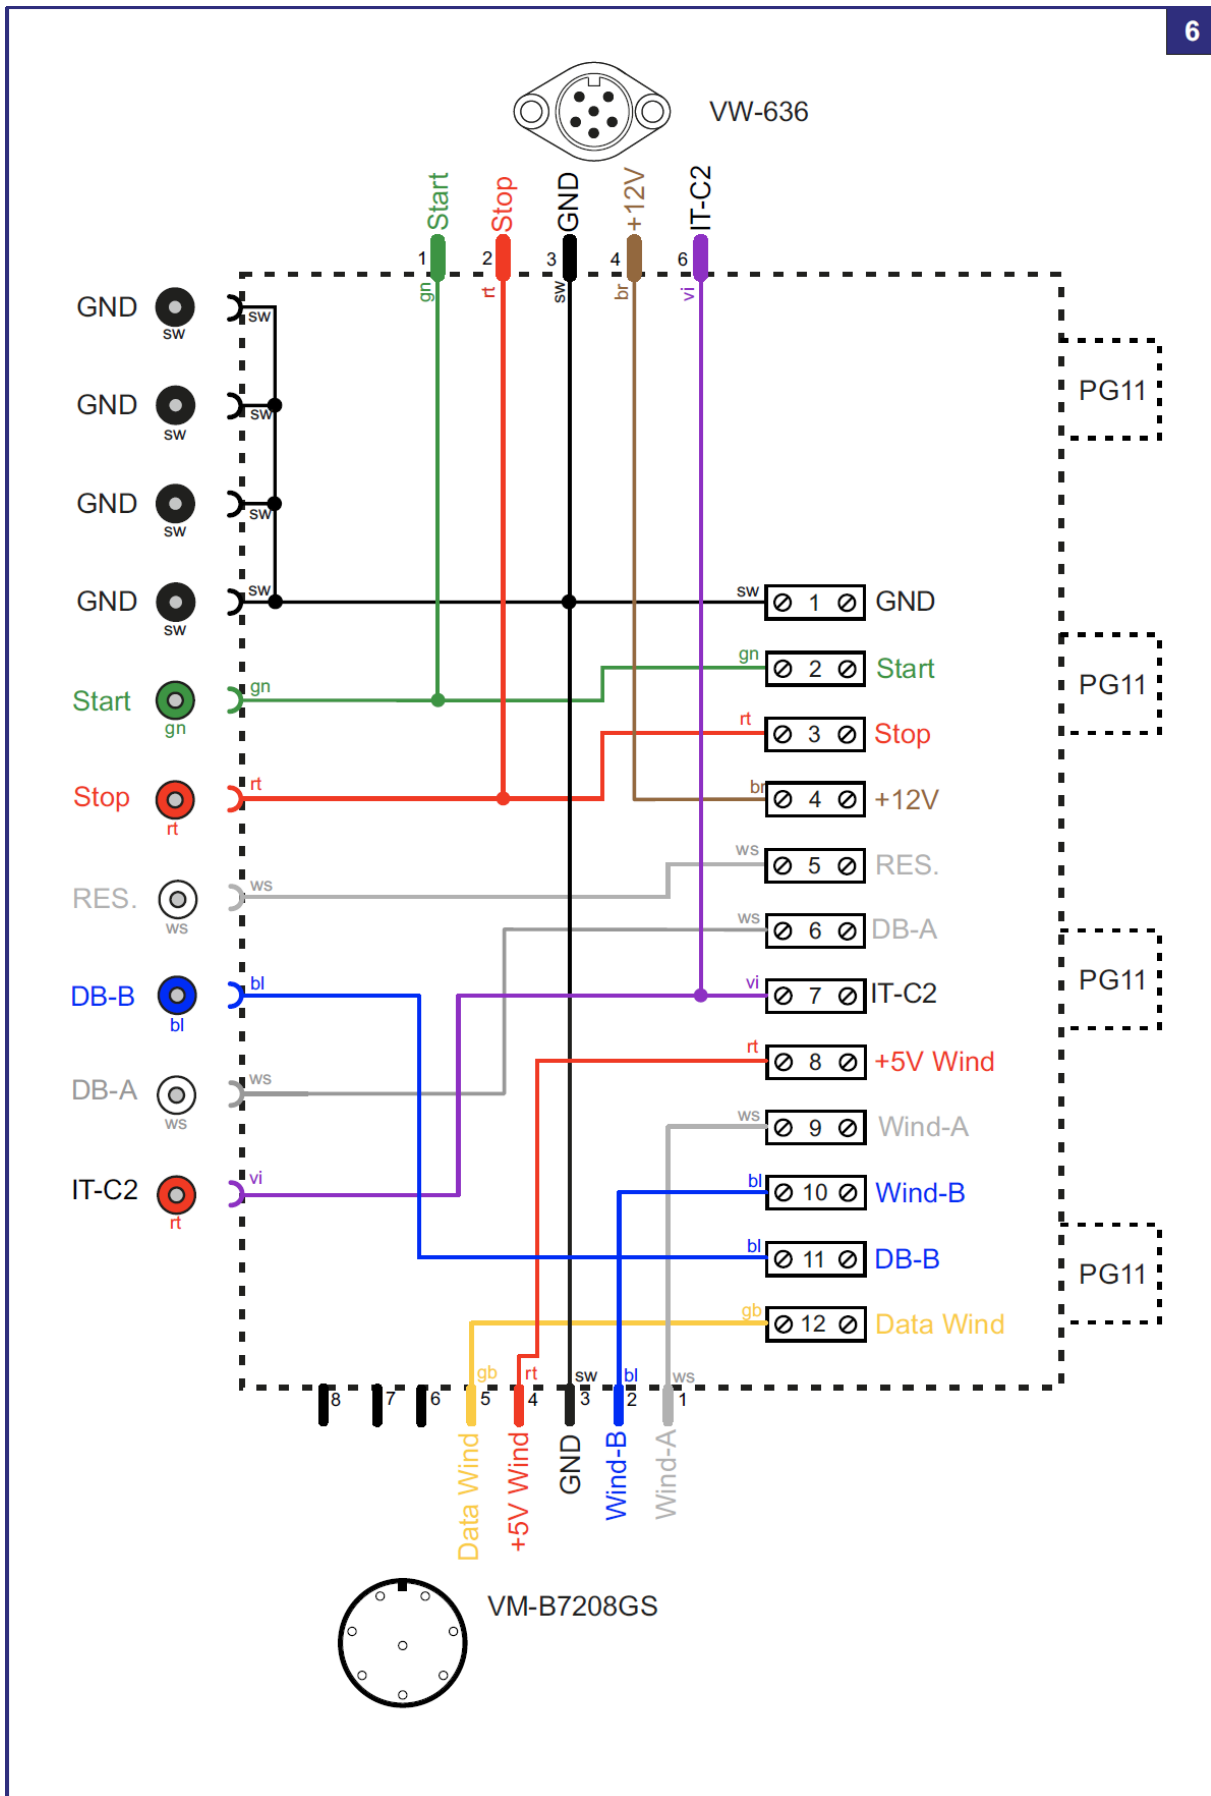 6
VW-636
Start
Stop
GND
+12V
IT-C2
1
2
3
4
6
gn
rt
sw
br
vi
GND
sw
sw
GND
sw
sw
GND
sw
sw
GND
sw
sw
Start
gn
gn
Stop
rt
rt
RES.
ws
ws
DB-B
bl
bl
DB-A
ws
ws
IT-C2
rt
vi
sw
1
GND
gn
2
Start
rt
3
Stop
br
4
+12V
ws
5
RES.
ws
6
DB-A
vi
7
IT-C2
rt
8
+5V Wind
ws
9
Wind-A
bl
10
Wind-B
bl
11
DB-B
gb
12
Data Wind
PG11
PG11
PG11
PG11
gb
rt
sw
bl
ws
8
7
6
5
4
3
2
1
Data Wind
+5V Wind
GND
Wind-B
Wind-A
VM-B7208GS